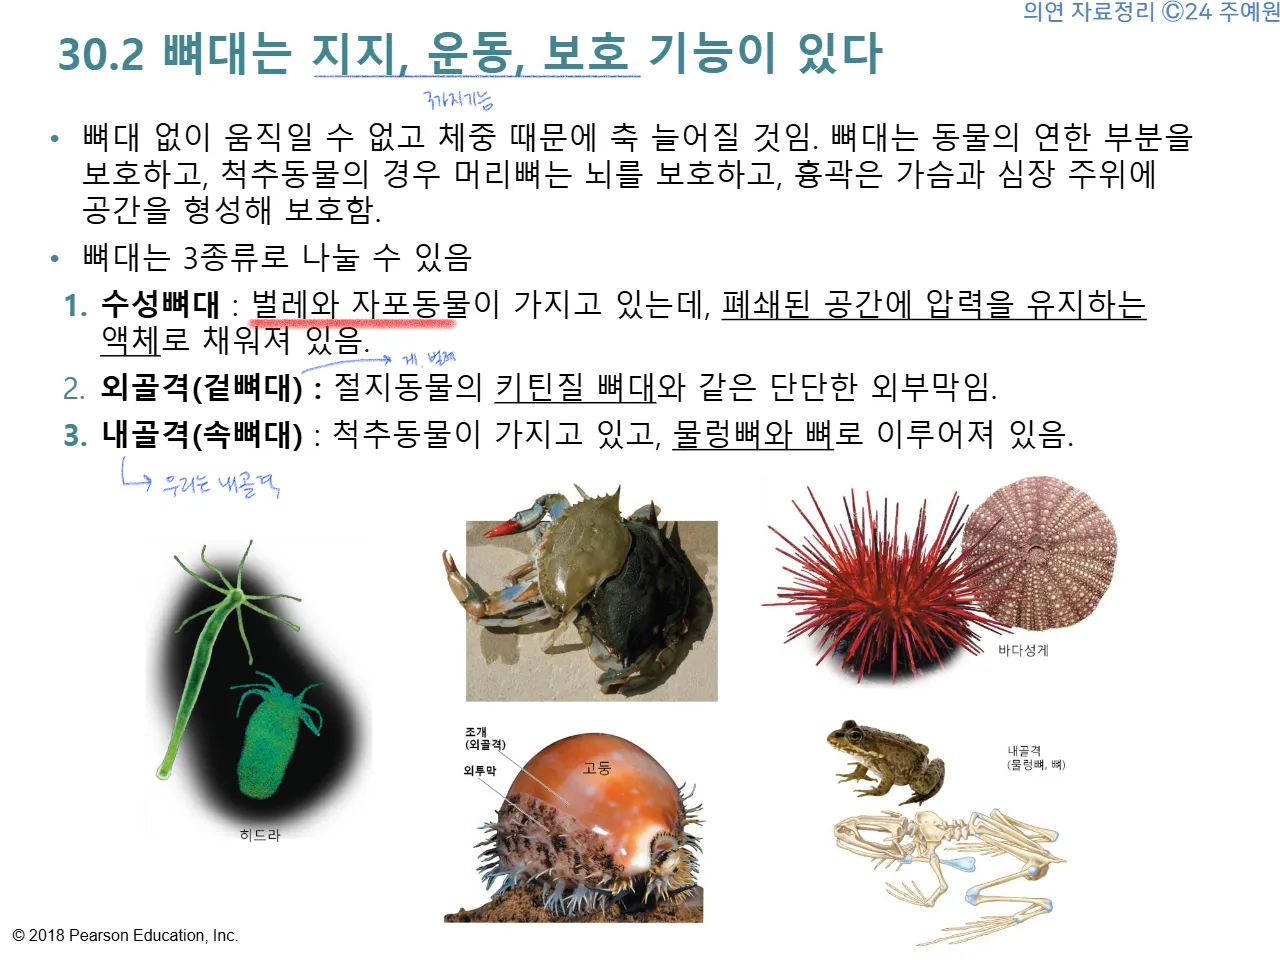 의연 자료정리 ©24 주예원
30.2 뼈대는 지지, 운동, 보호 기능이 있다
3가지기능
• 뼈대 없이 움직일 수 없고 체중 때문에 축 늘어질 것임. 뼈대는 동물의 연한 부분을
보호하고, 척추동물의 경우 머리뼈는 뇌를 보호하고, 흉곽은 가슴과 심장 주위에
공간을 형성해 보호함.
• 뼈대는 3종류로 나눌 수 있음
1. 수성뼈대 : 벌레와 자포동물이 가지고 있는데, 폐쇄된 공간에 압력을 유지하는
액체로 채워져 있음.
게, 벌레
2. 외골격(겉뼈대) : 절지동물의 키틴질 뼈대와 같은 단단한 외부막임.
3. 내골격(속뼈대) : 척추동물이 가지고 있고, 물렁뼈와 뼈로 이루어져 있음.
우리는 내골격
바다성게
조개
(외골격)
외투막
고둥
내골격
(물렁뼈, 뼈)
히드라
© 2018 Pearson Education, Inc.